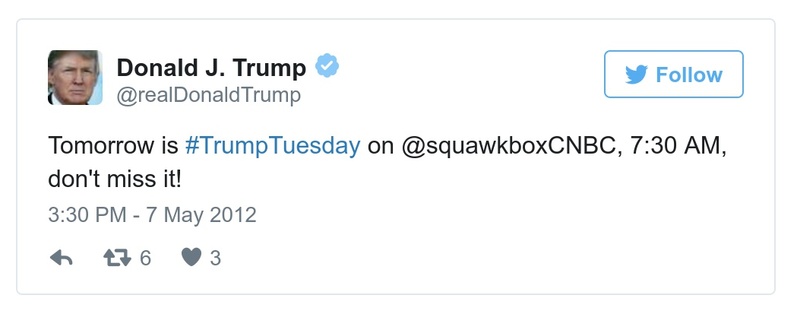 Donald J. Trump
@realDonaldTrump
Follow
Tomorrow is #TrumpTuesday on @squawkboxCNBC, 7:30 AM,
don't miss it!
3:30 PM - 7 May 2012
6 3